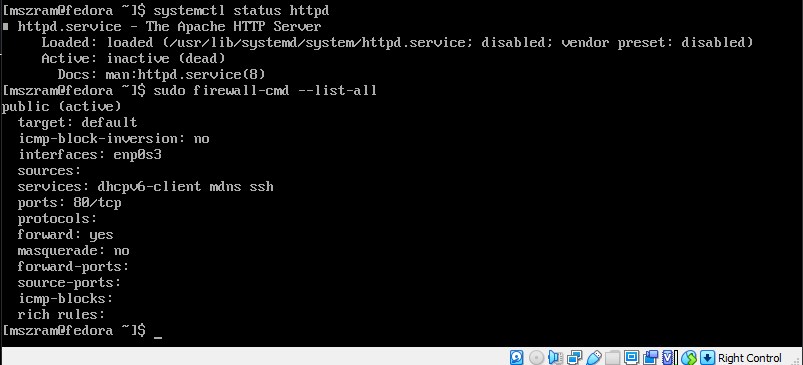 [mszram@fedora ~]$ systemctl status httpd
■ httpd.service - The Apache HTTP Server
Loaded: loaded (/usr/lib/systemd/system/httpd.service; disabled; vendor preset: disabled)
Active: inactive (dead)
Docs: man:httpd.service(8)
[mszram@fedora ~]$ sudo firewall-cmd --list-all
public (active)
target: default
icmp-block-inversion: no
interfaces: enp0s3
sources:
services: dhcpv6-client mdns ssh
ports: 80/tcp
protocols:
forward: yes
masquerade: no
forward-ports:
source-ports:
icmp-blocks:
rich rules:
[mszram@fedora ~]$ _
Right Control